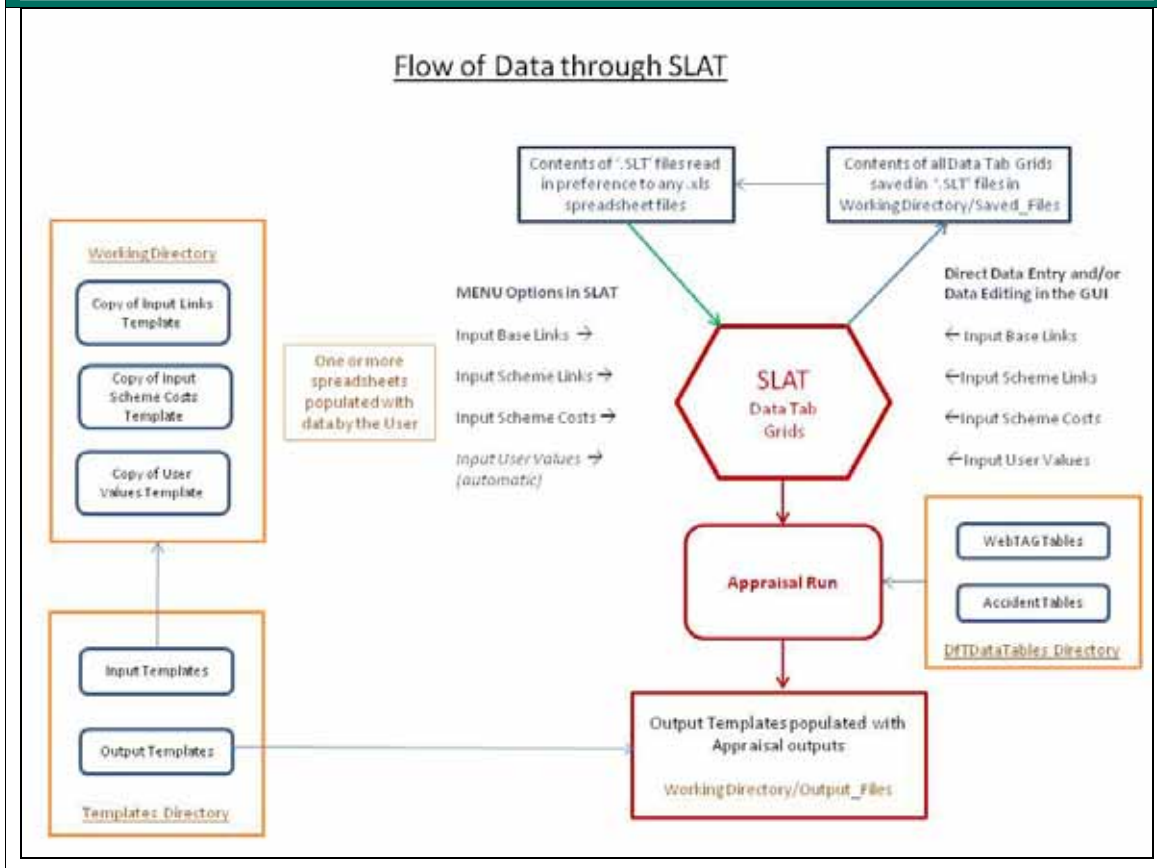 Flow of Data through SLAT
Contents of '.SLT' files read
in preference to any .xls
spreadsheet files
Contents of all Data Tab Grids
saved in '.SLT' files in
WorkingDirectory/Saved_Files
WorkingDirectory
Copy of Input Links
Template
Copy of Input
Scheme Costs
Template
Copy of User
Values Template
One or more
spreadsheets
populated with
data by the User
MENU Options in SLAT
Input Base Links →
Input Scheme Links →
Input Scheme Costs →
Input User Values →
(automatic)
SLAT
Data Tab
Grids
Direct Data Entry and/or
Data Editing in the GUI
← Input Base Links
← Input Scheme Links
← Input Scheme Costs
← Input User Values
Appraisal Run
WebTAG Tables
Accident Tables
DfTDataTables Directory
Input Templates
Output Templates
Templates Directory
Output Templates populated with
Appraisal outputs
WorkingDirectory/Output_Files